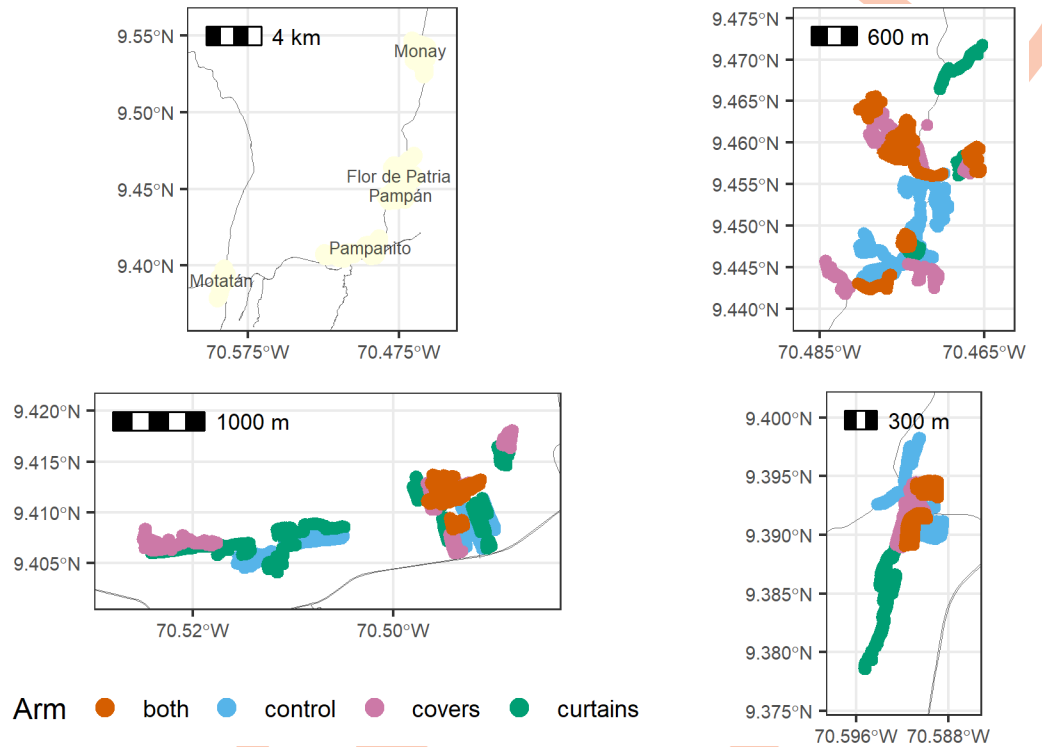 9.55°N
9.50°N
9.45°N
9.40°N
4 km
Monay
Flor de Patria
Pampán
Pampanito
Motatán
70.575°W
70.475°W
9.475°N
9.470°N
9.465°N
9.460°N
9.455°N
9.450°N
9.445°N
9.440°N
600 m
70.485°W
70.465°W
9.420°N
9.415°N
9.410°N
9.405°N
1000 m
70.52°W
70.50°W
9.400°N
9.395°N
9.390°N
9.385°N
9.380°N
9.375°N
300 m
70.596°W
70.588°W
Arm both control covers curtains